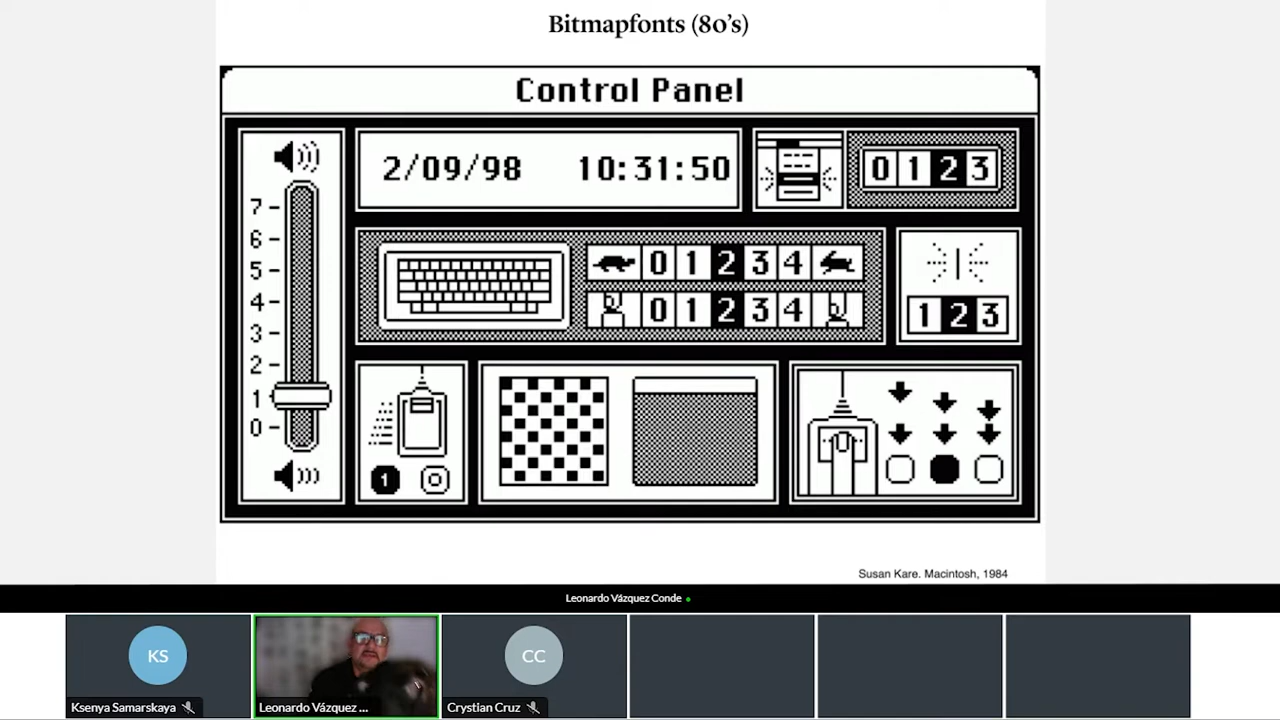 Bitmapfonts (80's)
Control Panel
2/09/98 10:31:50
0 1 2 3
7
6
5
4
3
2
1
0
0 1 2 3 4
0 1 2 3 4
1 2 3
1
Susan Kare. Macintosh, 1984
Leonardo Vázquez Conde
KS
CC
Ksenya Samarskaya
Leonardo Vázquez ...
Crystian Cruz